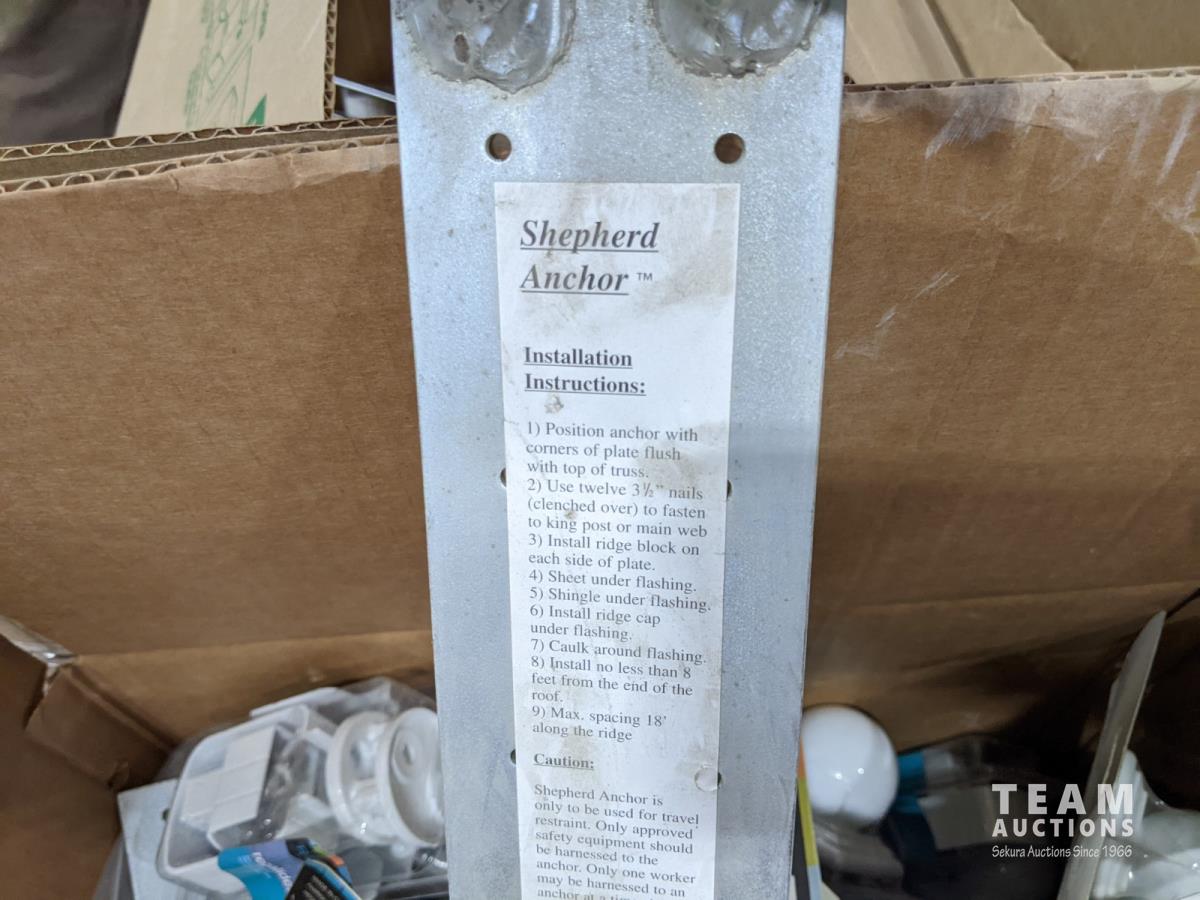 Shepherd
Anchor ™
Installation
Instructions:
1) Position anchor with
corners of plate flush
with top of truss.
2) Use twelve 3½" nails
(clenched over) to fasten
to king post or main web
3) Install ridge block on
each side of plate.
4) Sheet under flashing.
5) Shingle under flashing.
6) Install ridge cap
under flashing.
7) Caulk around flashing.
8) Install no less than 8
feet from the end of the
roof.
9) Max. spacing 18'
along the ridge
Caution:
Shepherd Anchor is
only to be used for travel
restraint. Only approved
safety equipment should
be harnessed to the
anchor. Only one worker
may be harnessed to an
anchor at a
TEAM
AUCTIONS
Sekura Auctions Since 1966